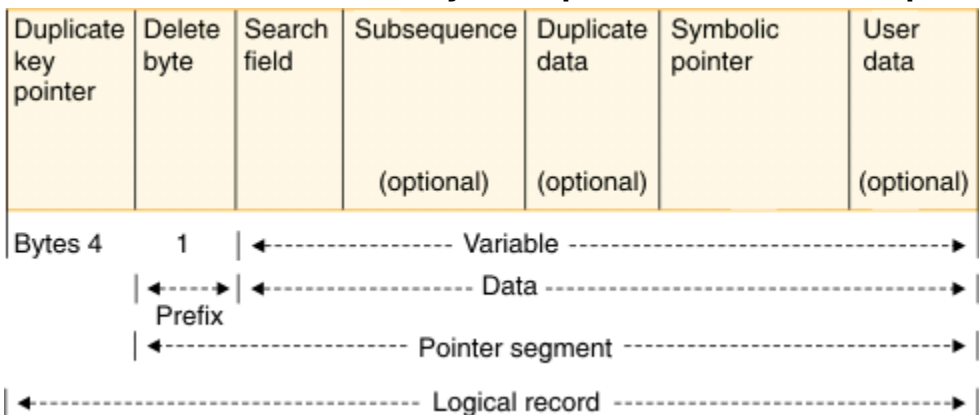 Duplicate key pointer
Delete byte
Search field
Subsequence (optional)
Duplicate data (optional)
Symbolic pointer
User data (optional)
Bytes 4 1 Variable
Data
Prefix
Pointer segment
Logical record